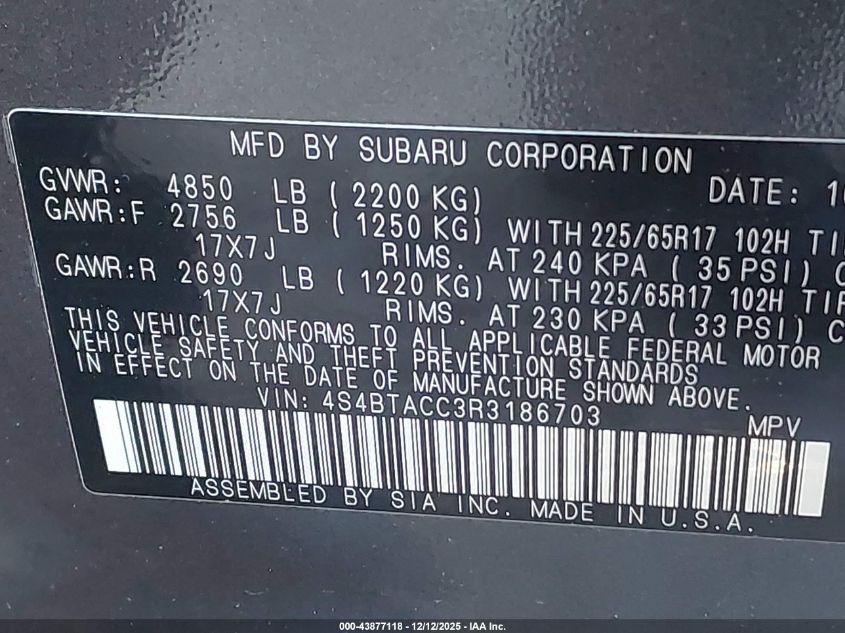 MFD BY SUBARU CORPORATION
DATE: 10
GVWR: 4850 LB ( 2200 KG)
GAWR:F 2756 LB ( 1250 KG) WITH 225/65R17 102H TI
17X7J RIMS. AT 240 KPA ( 35 PSI) C
GAWR:R 2690 LB ( 1220 KG) WITH 225/65R17 102H TIR
17X7J RIMS. AT 230 KPA ( 33 PSI) C
THIS VEHICLE CONFORMS TO ALL APPLICABLE FEDERAL MOTOR
VEHICLE SAFETY AND THEFT PREVENTION STANDARDS
IN EFFECT ON THE DATE OF MANUFACTURE SHOWN ABOVE.
VIN: 4S4BTACC3R3186703
MPV
ASSEMBLED BY SIA INC. MADE IN U.S.A.
000-43877118 - 12/12/2025 - IAA Inc.